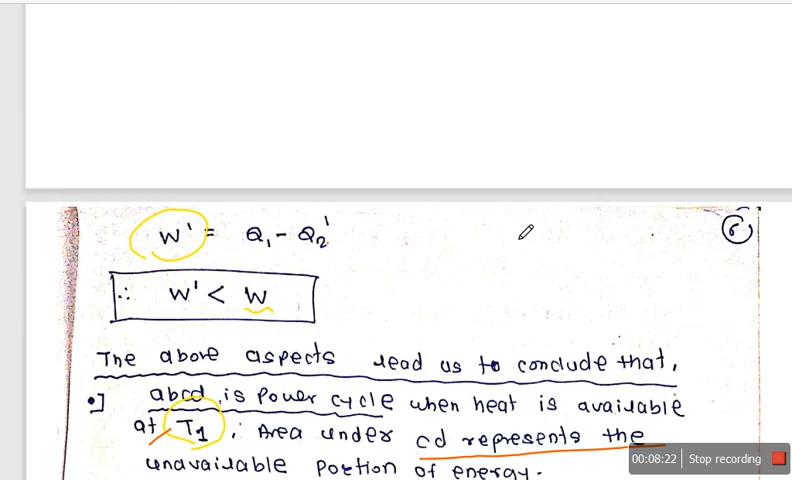 W' = Q₁ - Q₂'
∴ W' < W
The above aspects lead us to conclude that,
•] abcd is power cycle when heat is available
at T₁. Area under cd represents the
unavailable portion of energy.
00:08:22 Stop recording